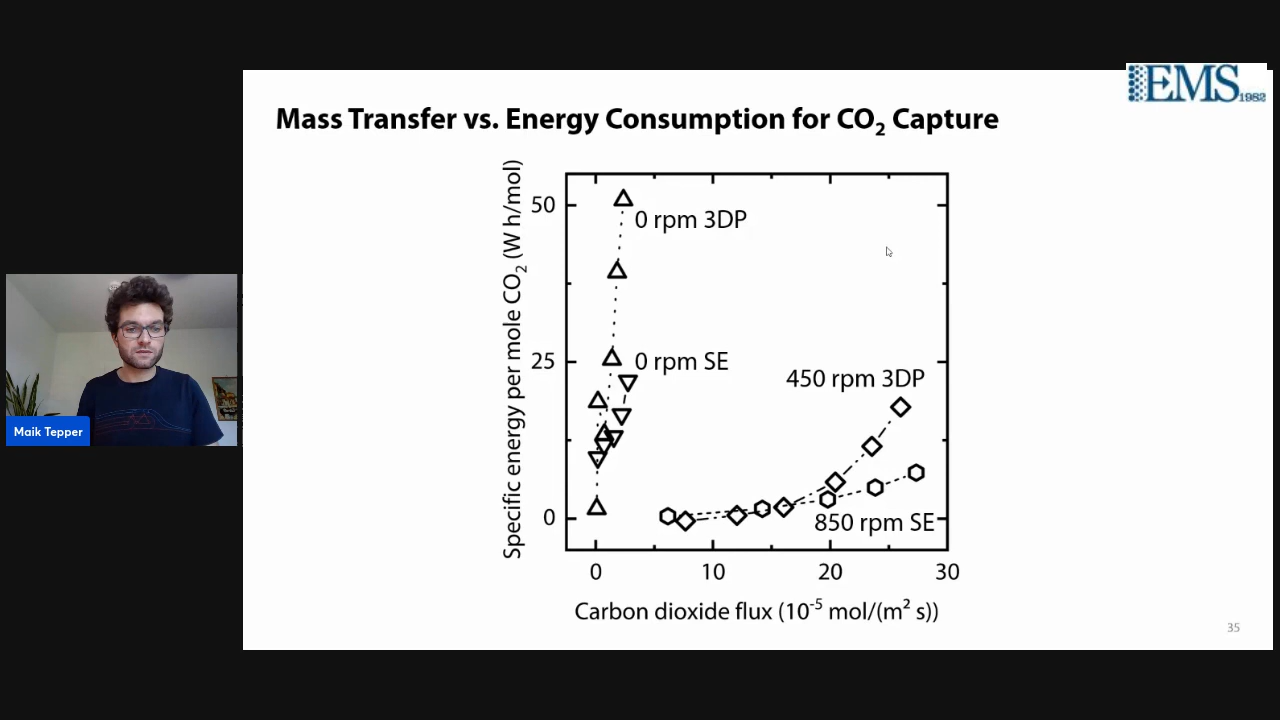 EMS 1982
Mass Transfer vs. Energy Consumption for CO₂ Capture
Specific energy per mole CO₂ (W h/mol)
50
25
0
0 rpm 3DP
0 rpm SE
450 rpm 3DP
850 rpm SE
0 10 20 30
Carbon dioxide flux (10⁻⁵ mol/(m² s))
35
Maik Tepper